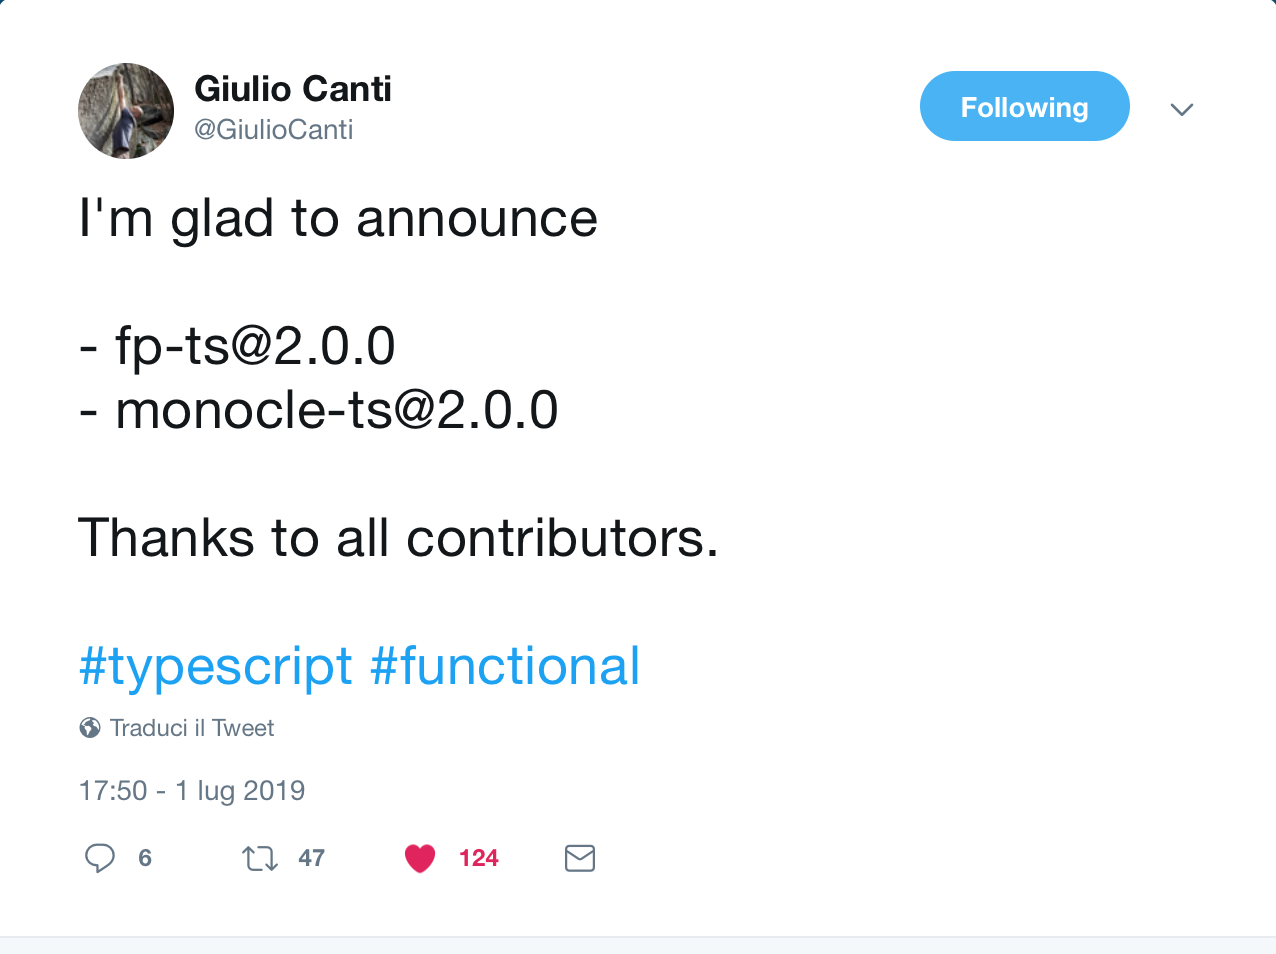 Giulio Canti
@GiulioCanti
Following
I'm glad to announce
- fp-ts@2.0.0
- monocle-ts@2.0.0
Thanks to all contributors.
#typescript #functional
Traduci il Tweet
17:50 - 1 lug 2019
6 47 124